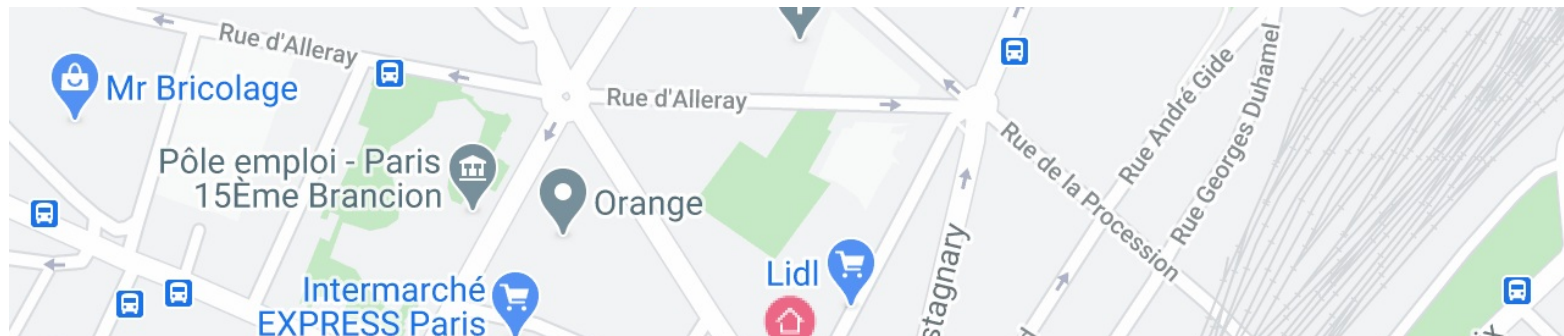 Rue d'Alleray
Mr Bricolage
Rue d'Alleray
Rue André Gide
Rue Georges Duhamel
Rue de la Procession
Pôle emploi - Paris
15Ème Brancion
Orange
Lidl
stagnary
Intermarché
EXPRESS Paris